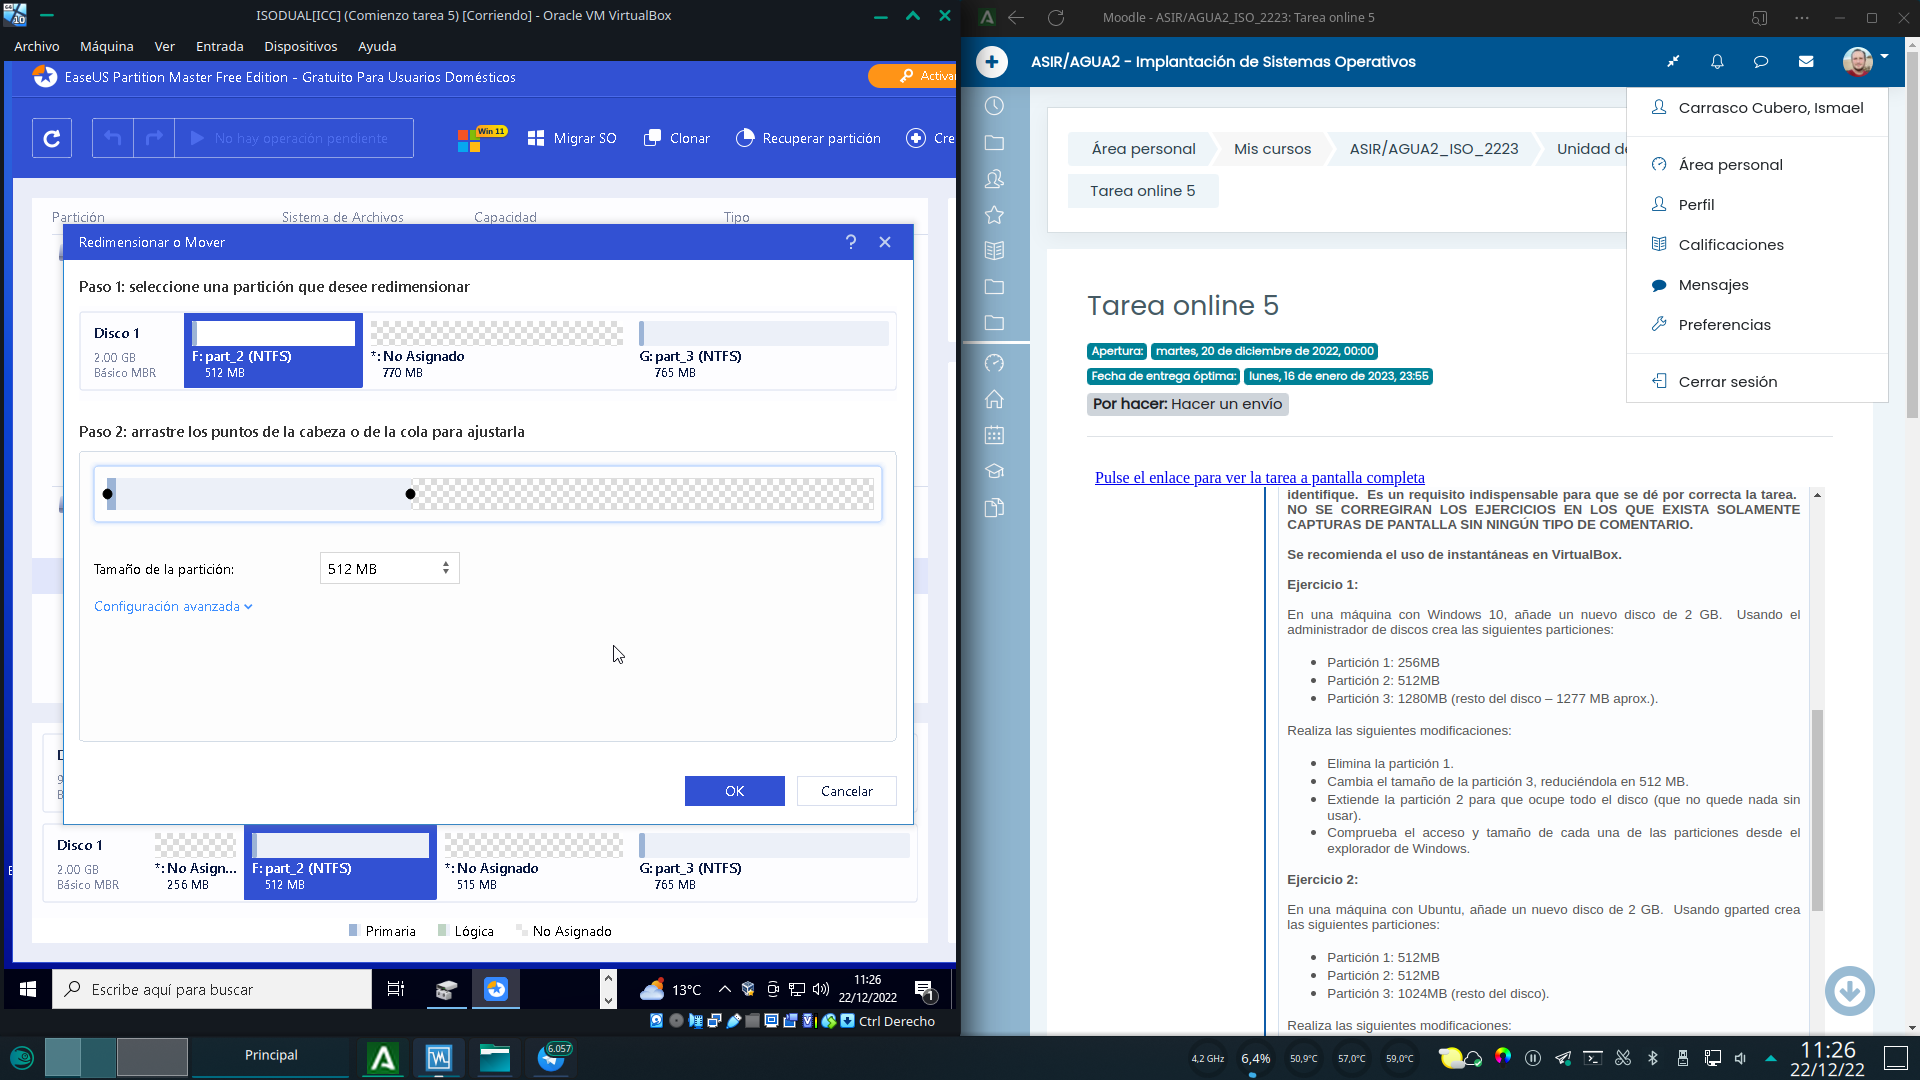 ISODUAL[ICC] (Comienzo tarea 5) [Corriendo] - Oracle VM VirtualBox
Archivo Máquina Ver Entrada Dispositivos Ayuda
EaseUS Partition Master Free Edition - Gratuito Para Usuarios Domésticos
Activa
No hay operación pendiente
Win 11
Migrar SO
Clonar
Recuperar partición
Cre
Partición Sistema de Archivos Capacidad Tipo
Redimensionar o Mover
?
Paso 1: seleccione una partición que desee redimensionar
Disco 1
2.00 GB
Básico MBR
F: part_2 (NTFS)
512 MB
*: No Asignado
770 MB
G: part_3 (NTFS)
765 MB
Paso 2: arrastre los puntos de la cabeza o de la cola para ajustarla
Tamaño de la partición: 512 MB
Configuración avanzada
OK Cancelar
Disco 1
2.00 GB
Básico MBR
*: No Asign...
256 MB
F: part_2 (NTFS)
512 MB
*: No Asignado
515 MB
G: part_3 (NTFS)
765 MB
Primaria Lógica No Asignado
Escribe aquí para buscar
13°C
11:26
22/12/2022
1
Ctrl Derecho
Moodle - ASIR/AGUA2_ISO_2223: Tarea online 5
ASIR/AGUA2 - Implantación de Sistemas Operativos
Carrasco Cubero, Ismael
Área personal
Perfil
Calificaciones
Mensajes
Preferencias
Cerrar sesión
Área personal Mis cursos ASIR/AGUA2_ISO_2223 Unidad de
Tarea online 5
Tarea online 5
Apertura: martes, 20 de diciembre de 2022, 00:00
Fecha de entrega óptima: lunes, 16 de enero de 2023, 23:55
Por hacer: Hacer un envío
Pulse el enlace para ver la tarea a pantalla completa
identifique. Es un requisito indispensable para que se dé por correcta la tarea.
NO SE CORREGIRAN LOS EJERCICIOS EN LOS QUE EXISTA SOLAMENTE
CAPTURAS DE PANTALLA SIN NINGÚN TIPO DE COMENTARIO.
Se recomienda el uso de instantáneas en VirtualBox.
Ejercicio 1:
En una máquina con Windows 10, añade un nuevo disco de 2 GB. Usando el
administrador de discos crea las siguientes particiones:
• Partición 1: 256MB
• Partición 2: 512MB
• Partición 3: 1280MB (resto del disco – 1277 MB aprox.).
Realiza las siguientes modificaciones:
• Elimina la partición 1.
• Cambia el tamaño de la partición 3, reduciéndola en 512 MB.
• Extiende la partición 2 para que ocupe todo el disco (que no quede nada sin
usar).
• Comprueba el acceso y tamaño de cada una de las particiones desde el
explorador de Windows.
Ejercicio 2:
En una máquina con Ubuntu, añade un nuevo disco de 2 GB. Usando gparted crea
las siguientes particiones:
• Partición 1: 512MB
• Partición 2: 512MB
• Partición 3: 1024MB (resto del disco).
Realiza las siguientes modificaciones:
Principal
6.057
4,2 GHz
6,4%
50,9°C
57,0°C
59,0°C
11:26
22/12/22